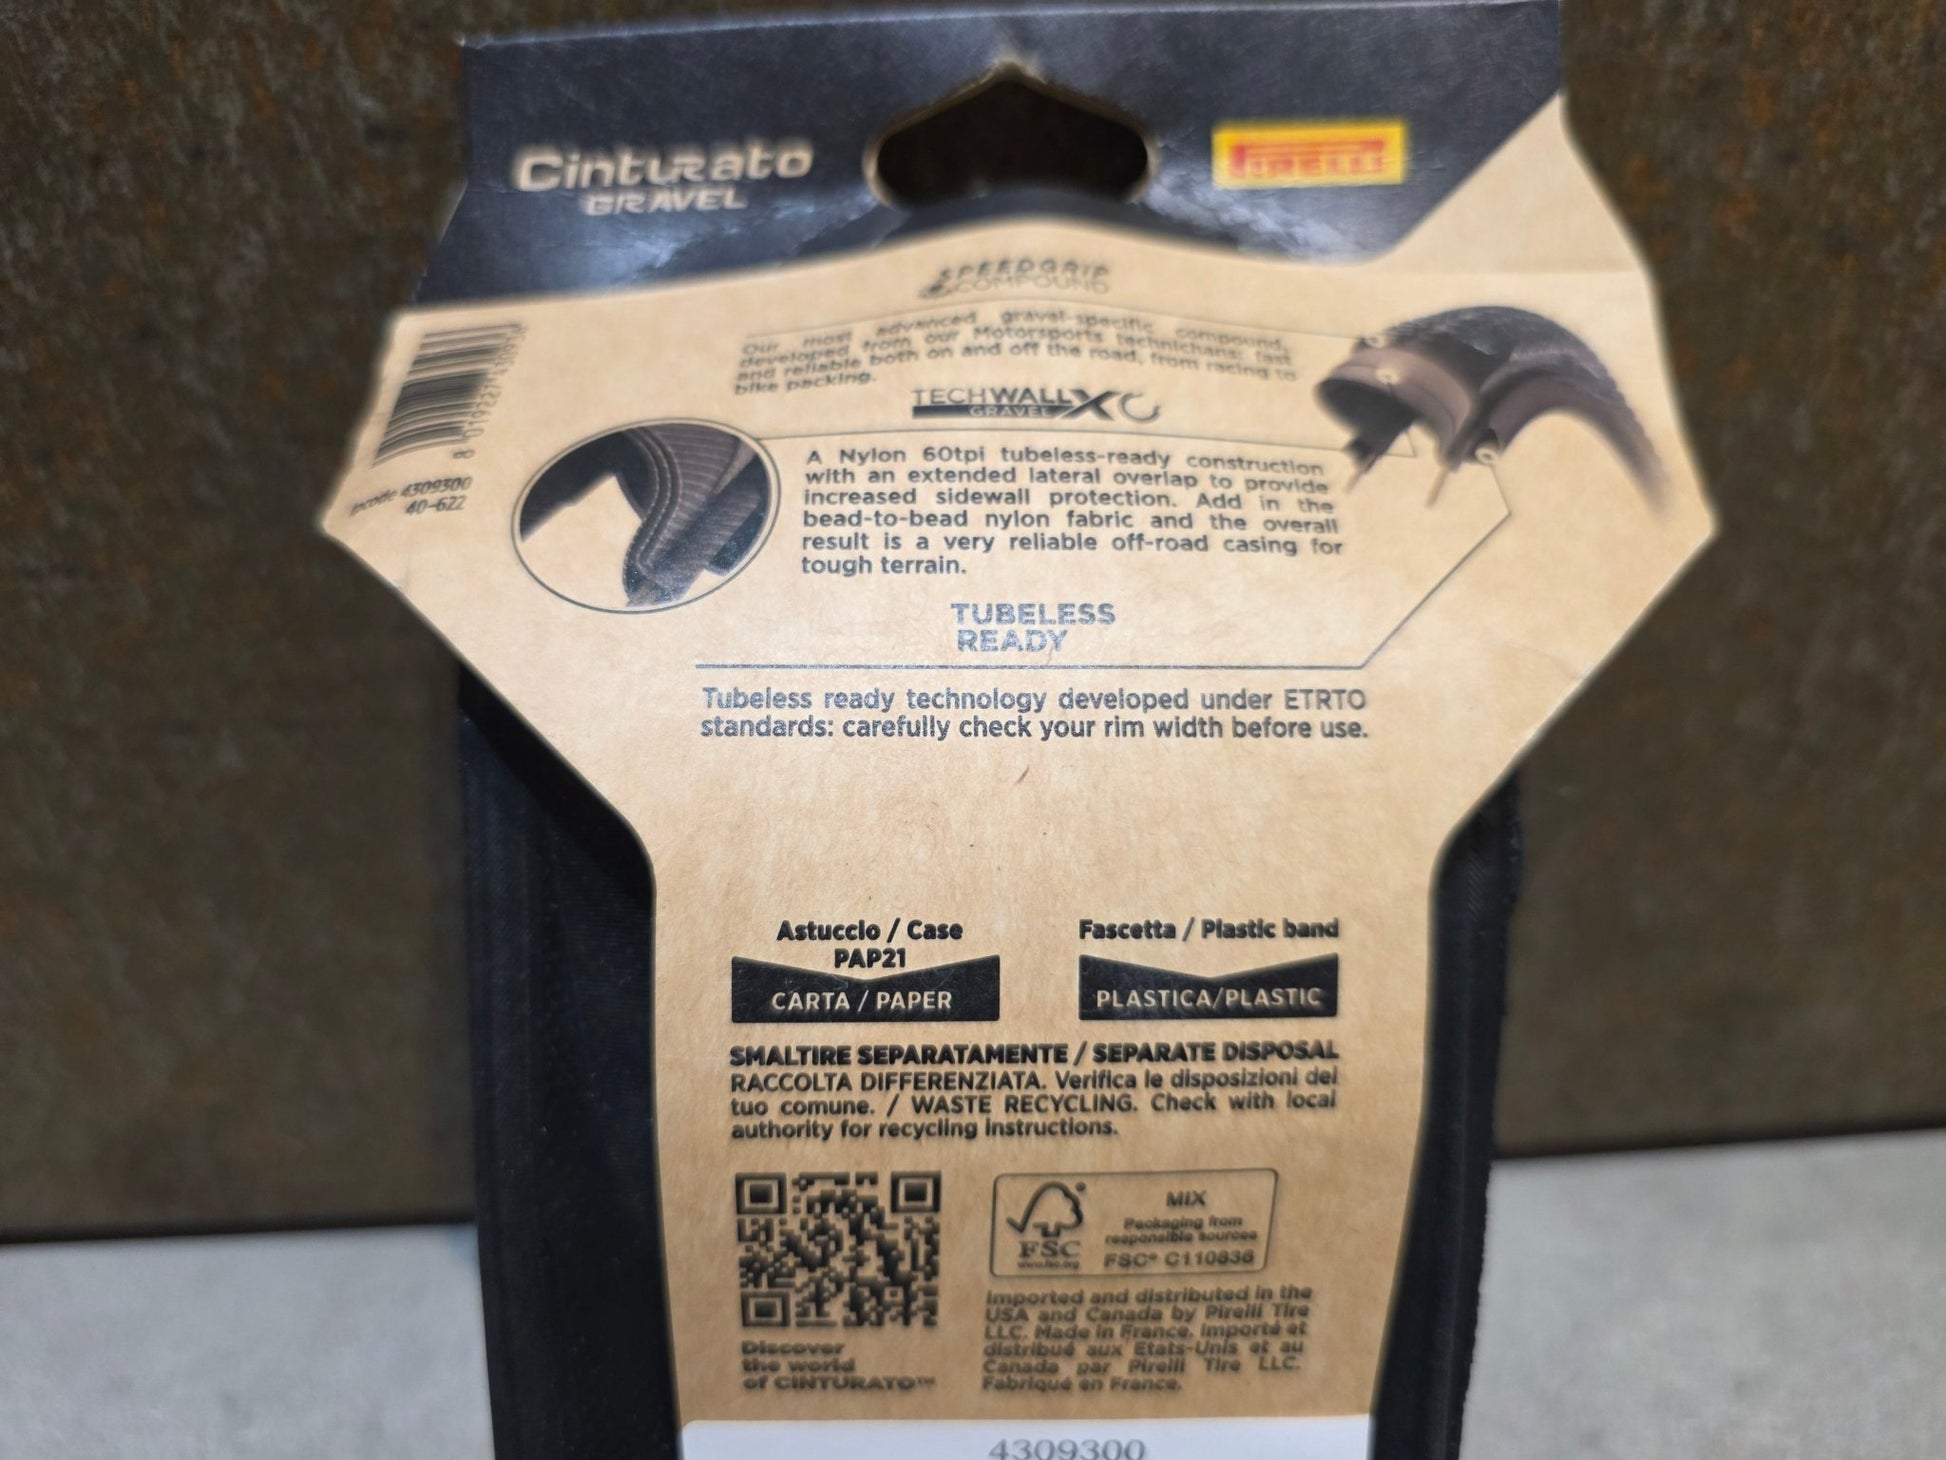 Cinturato
GRAVEL
PIRELLI
SPEEDGRIP
COMPOUND
Our most advanced gravel-specific compound,
developed from our Motorsports technichans: fast
and reliable both on and off the road, from racing to
bike packing.
TECHWALL X
GRAVEL
A Nylon 60tpi tubeless-ready construction
with an extended lateral overlap to provide
increased sidewall protection. Add in the
bead-to-bead nylon fabric and the overall
result is a very reliable off-road casing for
tough terrain.
ipcode 4309300
40-622
TUBELESS
READY
Tubeless ready technology developed under ETRTO
standards: carefully check your rim width before use.
Astuccio / Case
PAP21
CARTA / PAPER
Fascetta / Plastic band
PLASTICA/PLASTIC
SMALTIRE SEPARATAMENTE / SEPARATE DISPOSAL
RACCOLTA DIFFERENZIATA. Verifica le disposizioni del
tuo comune. / WASTE RECYCLING. Check with local
authority for recycling instructions.
Discover
the world
of CINTURATO™
FSC
www.fsc.org
MIX
Packaging from
responsible sources
FSC® C110636
Imported and distributed in the
USA and Canada by Pirelli Tire
LLC. Made in France. Importé et
distribué aux Etats-Unis et au
Canada par Pirelli Tire LLC.
Fabriqué en France.
4309300